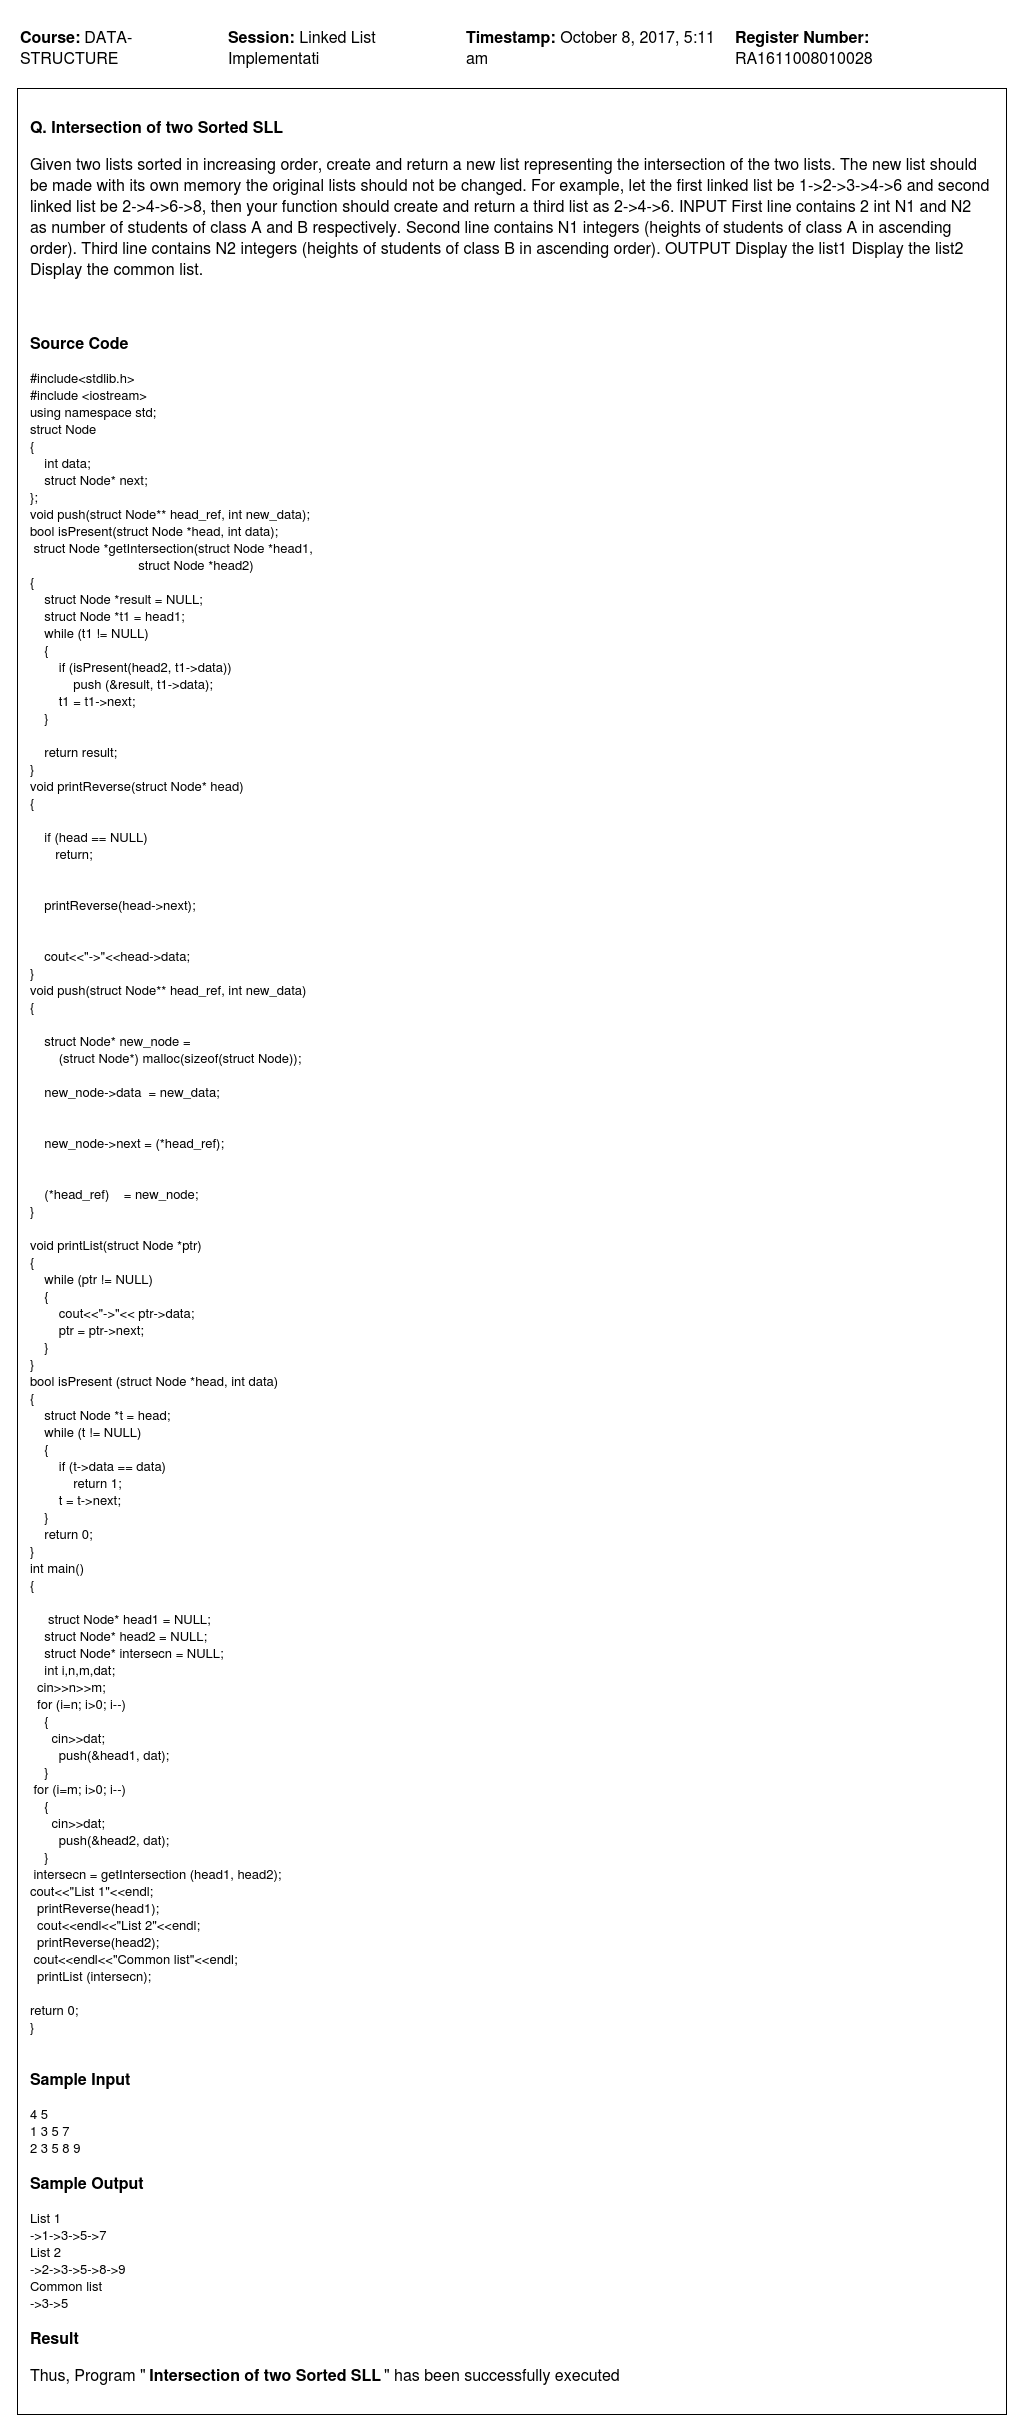 Course: DATA-STRUCTURE Session: Linked List Implementati Timestamp: October 8, 2017, 5:11 am Register Number: RA1611008010028
Q. Intersection of two Sorted SLL
Given two lists sorted in increasing order, create and return a new list representing the intersection of the two lists. The new list should
be made with its own memory the original lists should not be changed. For example, let the first linked list be 1->2->3->4->6 and second
linked list be 2->4->6->8, then your function should create and return a third list as 2->4->6. INPUT First line contains 2 int N1 and N2
as number of students of class A and B respectively. Second line contains N1 integers (heights of students of class A in ascending
order). Third line contains N2 integers (heights of students of class B in ascending order). OUTPUT Display the list1 Display the list2
Display the common list.
Source Code
#include<stdlib.h>
#include <iostream>
using namespace std;
struct Node
{
    int data;
    struct Node* next;
};
void push(struct Node** head_ref, int new_data);
bool isPresent(struct Node *head, int data);
 struct Node *getIntersection(struct Node *head1,
                              struct Node *head2)
{
    struct Node *result = NULL;
    struct Node *t1 = head1;
    while (t1 != NULL)
    {
        if (isPresent(head2, t1->data))
            push (&result, t1->data);
        t1 = t1->next;
    }
    return result;
}
void printReverse(struct Node* head)
{
    if (head == NULL)
       return;
    printReverse(head->next);
    cout<<"->"<<head->data;
}
void push(struct Node** head_ref, int new_data)
{
    struct Node* new_node =
        (struct Node*) malloc(sizeof(struct Node));
    new_node->data  = new_data;
    new_node->next = (*head_ref);
    (*head_ref)    = new_node;
}
void printList(struct Node *ptr)
{
    while (ptr != NULL)
    {
        cout<<"->"<< ptr->data;
        ptr = ptr->next;
    }
}
bool isPresent (struct Node *head, int data)
{
    struct Node *t = head;
    while (t != NULL)
    {
        if (t->data == data)
            return 1;
        t = t->next;
    }
    return 0;
}
int main()
{
     struct Node* head1 = NULL;
    struct Node* head2 = NULL;
    struct Node* intersecn = NULL;
    int i,n,m,dat;
  cin>>n>>m;
  for (i=n; i>0; i--)
    {
      cin>>dat;
        push(&head1, dat);
    }
 for (i=m; i>0; i--)
    {
      cin>>dat;
        push(&head2, dat);
    }
 intersecn = getIntersection (head1, head2);
cout<<"List 1"<<endl;
  printReverse(head1);
  cout<<endl<<"List 2"<<endl;
  printReverse(head2);
 cout<<endl<<"Common list"<<endl;
  printList (intersecn);
return 0;
}
Sample Input
4 5
1 3 5 7
2 3 5 8 9
Sample Output
List 1
->1->3->5->7
List 2
->2->3->5->8->9
Common list
->3->5
Result
Thus, Program " Intersection of two Sorted SLL " has been successfully executed